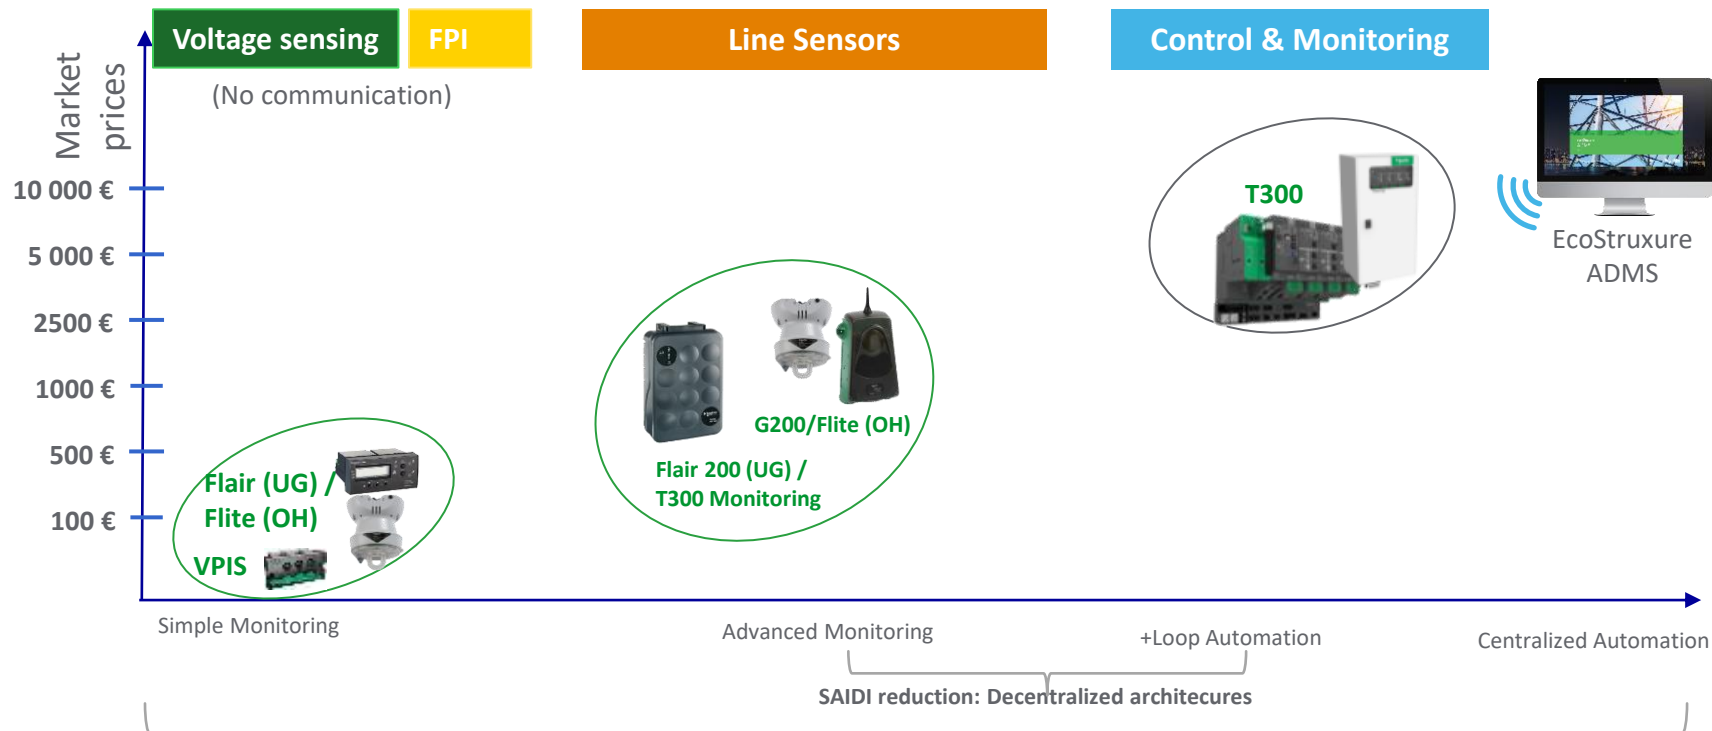 Voltage sensing
FPI
Line Sensors
Control & Monitoring
(No communication)
Market
prices
10 000 €
5 000 €
2500 €
1000 €
500 €
100 €
T300
EcoStruxure
ADMS
G200/Flite (OH)
Flair 200 (UG) /
T300 Monitoring
Flair (UG) /
Flite (OH)
VPIS
Simple Monitoring
Advanced Monitoring
+Loop Automation
Centralized Automation
SAIDI reduction: Decentralized architecures